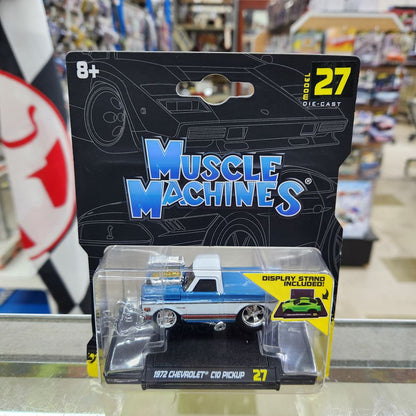 8+
MODEL
27
DIE-CAST
MUSCLE
MACHINES®
DISPLAY STAND
INCLUDED!
1972 CHEVROLET® C10 PICKUP 27